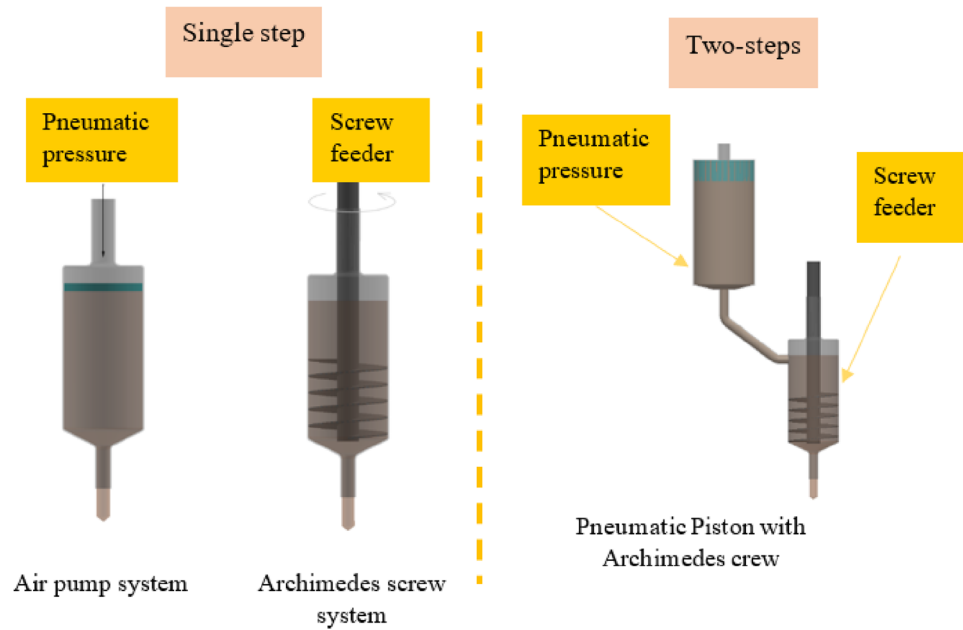 Single step
Pneumatic
pressure
Screw
feeder
Air pump system
Archimedes screw
system
Two-steps
Pneumatic
pressure
Screw
feeder
Pneumatic Piston with
Archimedes crew